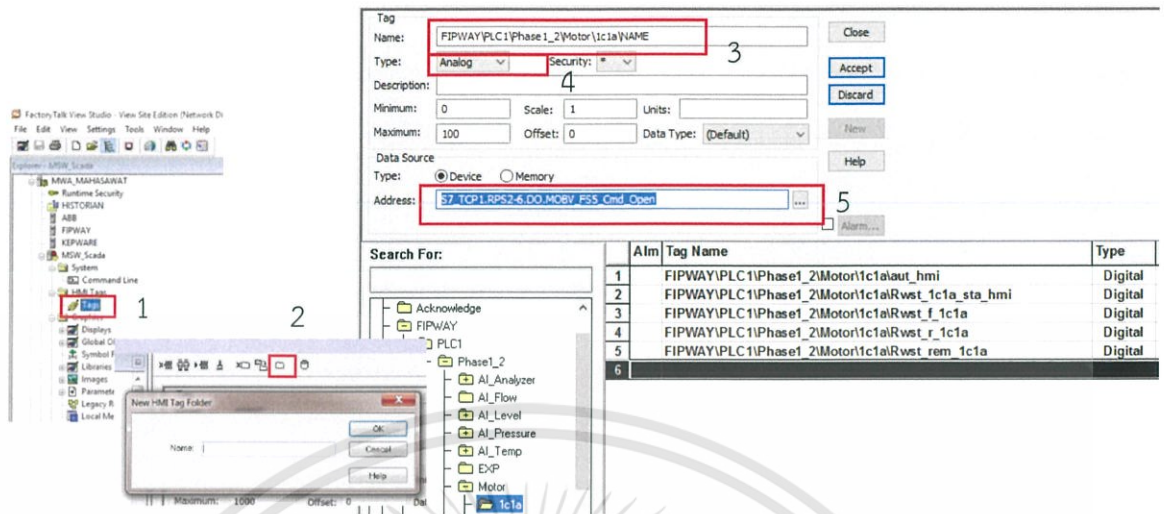 FactoryTalk View Studio - View Site Edition (Network Di
File Edit View Settings Tools Window Help
Explorer - MSW_Scada
MWA_MAHASAWAT
Runtime Security
HISTORIAN
ABB
FIPWAY
KEPWARE
MSW_Scada
System
Command Line
HMI Tags
Tags
Graphics
Displays
Global Ob
Symbol F
Libraries
Images
Paramete
Legacy R
Local Me
1
2
New HMI Tag Folder
Name:
OK
Cancel
Help
Maximum: 1000 Offset: 0 Dat
Tag
Name: FIPWAY\PLC1\Phase1_2\Motor\1c1a\NAME
3
Type: Analog Security: *
4
Description:
Minimum: 0 Scale: 1 Units:
Maximum: 100 Offset: 0 Data Type: (Default)
Data Source
Type: Device Memory
Address: S7_TCP1.RPS2-6.DO.MOBV_FS5_Cmd_Open ...
5
Close
Accept
Discard
New
Help
Alarm...
Search For:
Acknowledge
FIPWAY
PLC1
Phase1_2
AI_Analyzer
AI_Flow
AI_Level
AI_Pressure
AI_Temp
EXP
Motor
1c1a
Alm Tag Name Type
1 FIPWAY\PLC1\Phase1_2\Motor\1c1a\aut_hmi Digital
2 FIPWAY\PLC1\Phase1_2\Motor\1c1a\Rwst_1c1a_sta_hmi Digital
3 FIPWAY\PLC1\Phase1_2\Motor\1c1a\Rwst_f_1c1a Digital
4 FIPWAY\PLC1\Phase1_2\Motor\1c1a\Rwst_r_1c1a Digital
5 FIPWAY\PLC1\Phase1_2\Motor\1c1a\Rwst_rem_1c1a Digital
6